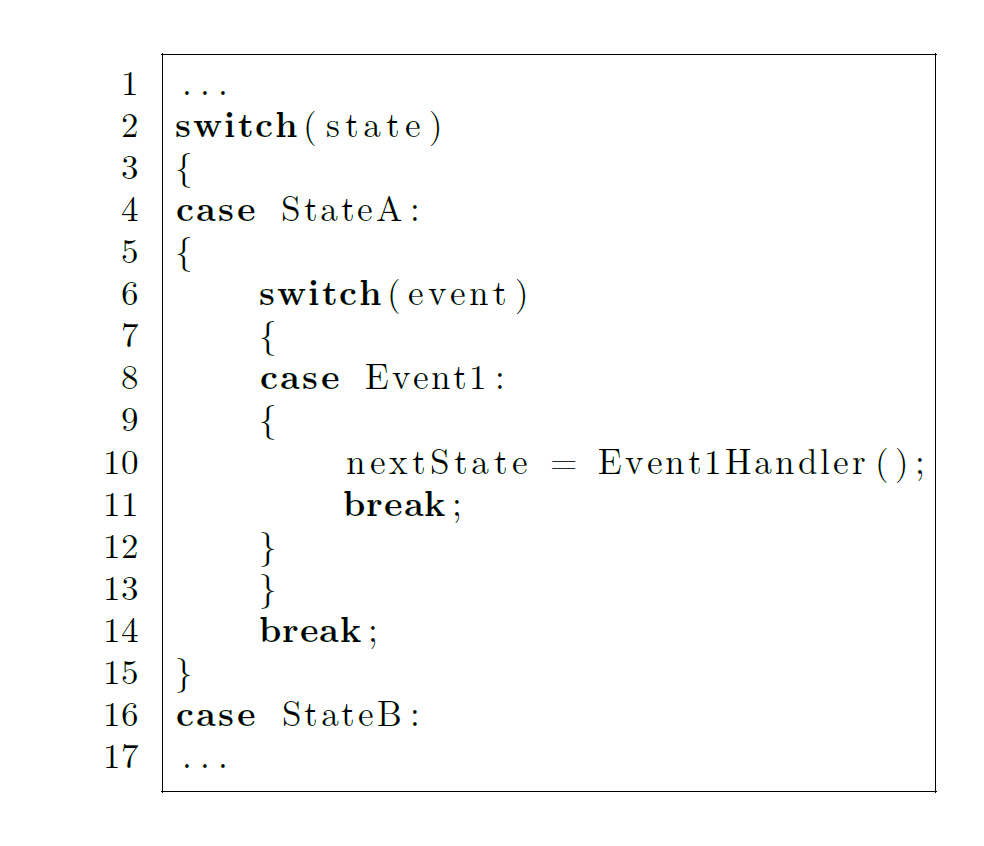 1 ...
2 switch(state)
3 {
4 case StateA:
5 {
6 switch(event)
7 {
8 case Event1:
9 {
10 nextState = Event1Handler();
11 break;
12 }
13 }
14 break;
15 }
16 case StateB:
17 ...